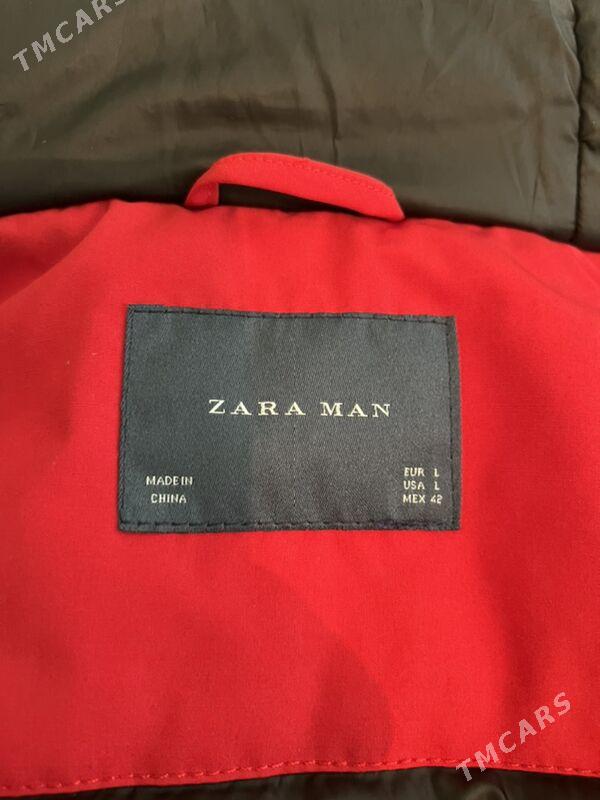 TMCARS
ZARA MAN
MADE IN
CHINA
EUR L
USA L
MEX 42
TMCARS